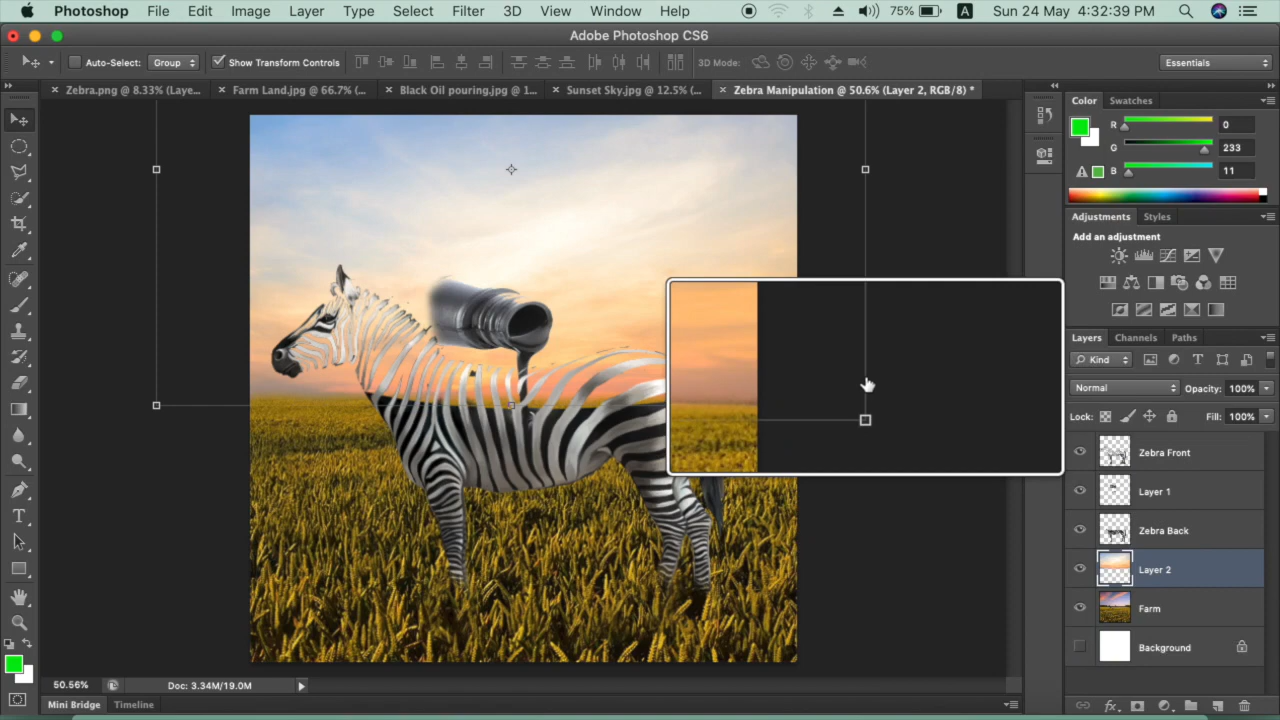 Photoshop File Edit Image Layer Type Select Filter 3D View Window Help 75% A Sun 24 May 4:32:39 PM
Adobe Photoshop CS6
Auto-Select: Group Show Transform Controls 3D Mode: Essentials
Zebra.png @ 8.33% (Laye... Farm Land.jpg @ 66.7% (... Black Oil pouring.jpg @ 1... Sunset Sky.jpg @ 12.5% (... Zebra Manipulation @ 50.6% (Layer 2, RGB/8) *
Color Swatches
R 0
G 233
B 11
Adjustments Styles
Add an adjustment
Layers Channels Paths
Kind
Normal Opacity: 100%
Lock: Fill: 100%
Zebra Front
Layer 1
Zebra Back
Layer 2
Farm
Background
50.56% Doc: 3.34M/19.0M
Mini Bridge Timeline